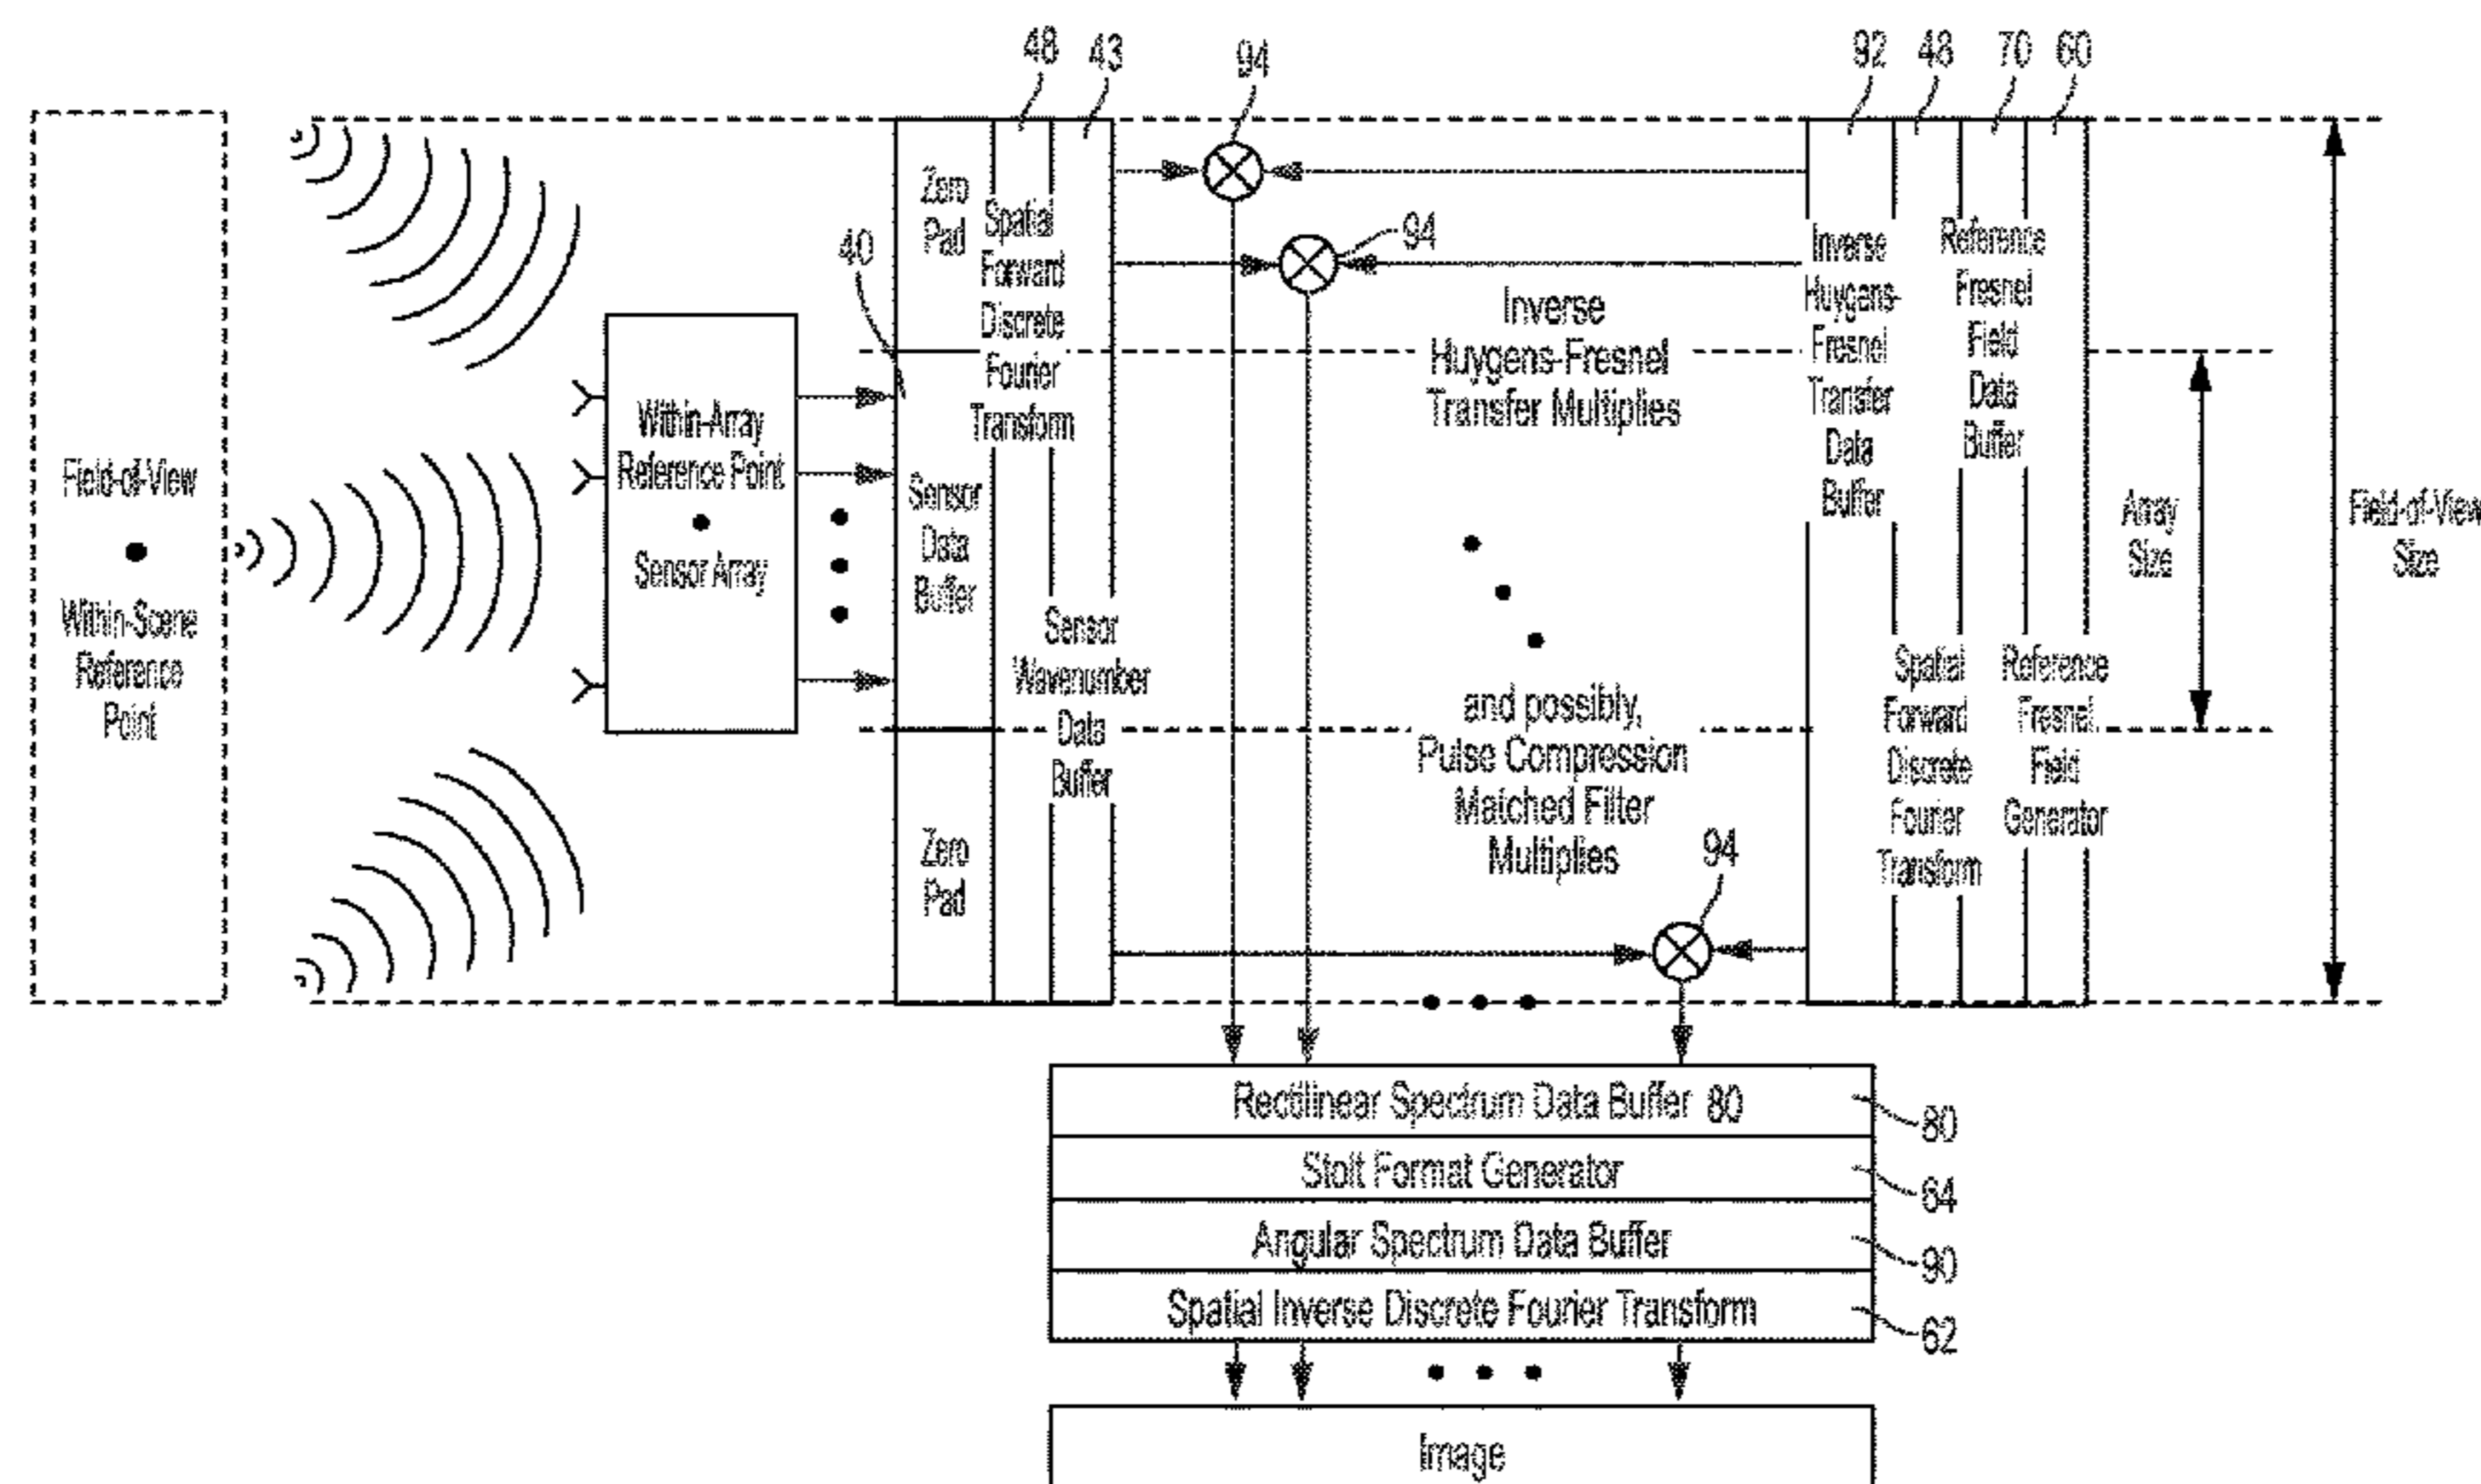 48
43
94
92
48
70
60
Zero
Pad
Spatial
Forward
Discrete
Fourier
Transform
40
94
Inverse
Huygens-Fresnel
Transfer Multiplies
Inverse
Huygens-
Fresnel
Transfer
Data
Buffer
Reference
Fresnel
Field
Data
Buffer
Field-of-View
Within-Scene
Reference
Point
Within-Array
Reference Point
Sensor Array
Sensor
Data
Buffer
Sensor
Wavenumber
Data
Buffer
and possibly,
Pulse Compression
Matched Filter
Multiplies
Spatial
Forward
Discrete
Fourier
Transform
Reference
Fresnel
Field
Generator
Array
Size
Field-of-View
Size
Zero
Pad
94
Rectilinear Spectrum Data Buffer 80
80
Stolt Format Generator
64
Angular Spectrum Data Buffer
90
Spatial Inverse Discrete Fourier Transform
62
Image